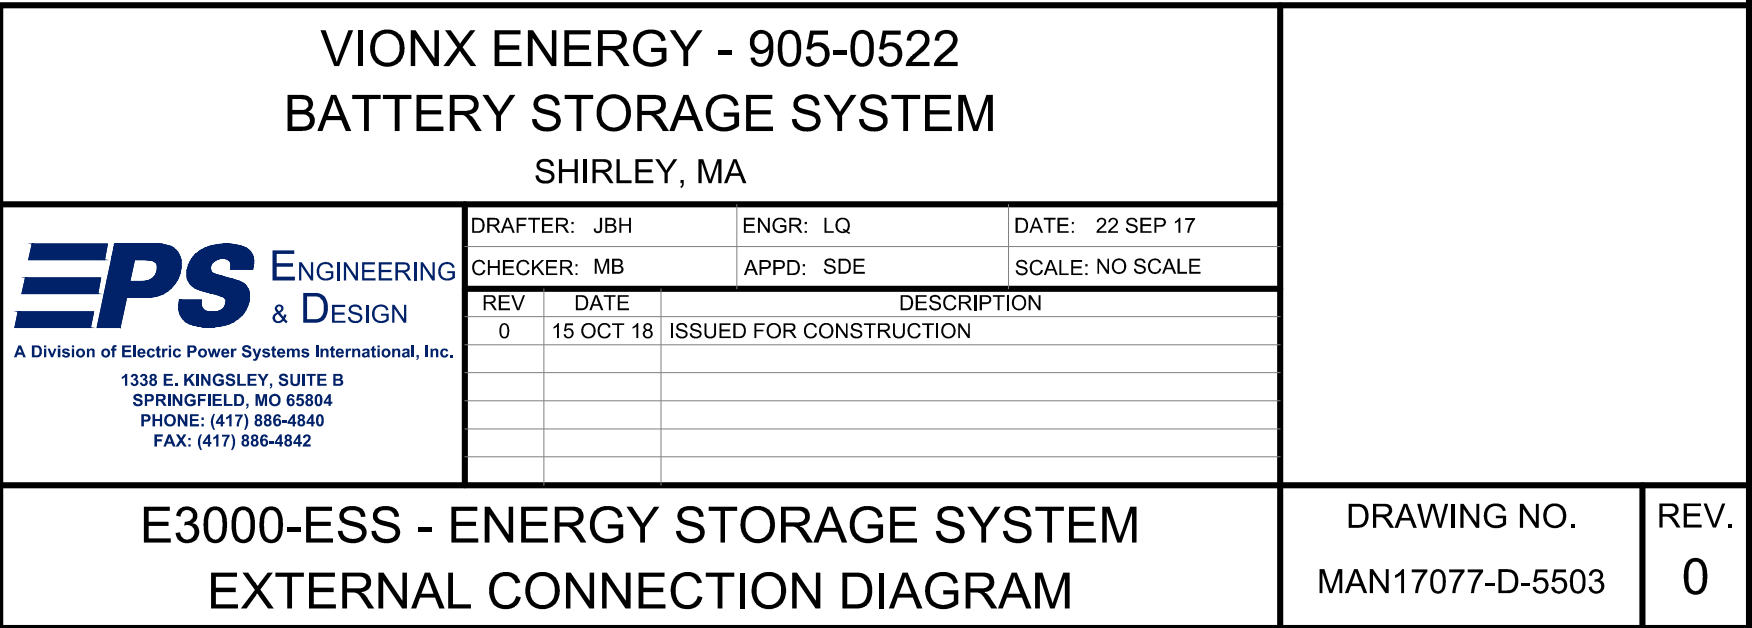 VIONX ENERGY - 905-0522
BATTERY STORAGE SYSTEM
SHIRLEY, MA
EPS ENGINEERING
& DESIGN
A Division of Electric Power Systems International, Inc.
1338 E. KINGSLEY, SUITE B
SPRINGFIELD, MO 65804
PHONE: (417) 886-4840
FAX: (417) 886-4842
DRAFTER: JBH ENGR: LQ DATE: 22 SEP 17
CHECKER: MB APPD: SDE SCALE: NO SCALE
REV DATE DESCRIPTION
0 15 OCT 18 ISSUED FOR CONSTRUCTION
E3000-ESS - ENERGY STORAGE SYSTEM
EXTERNAL CONNECTION DIAGRAM
DRAWING NO.
MAN17077-D-5503
REV.
0